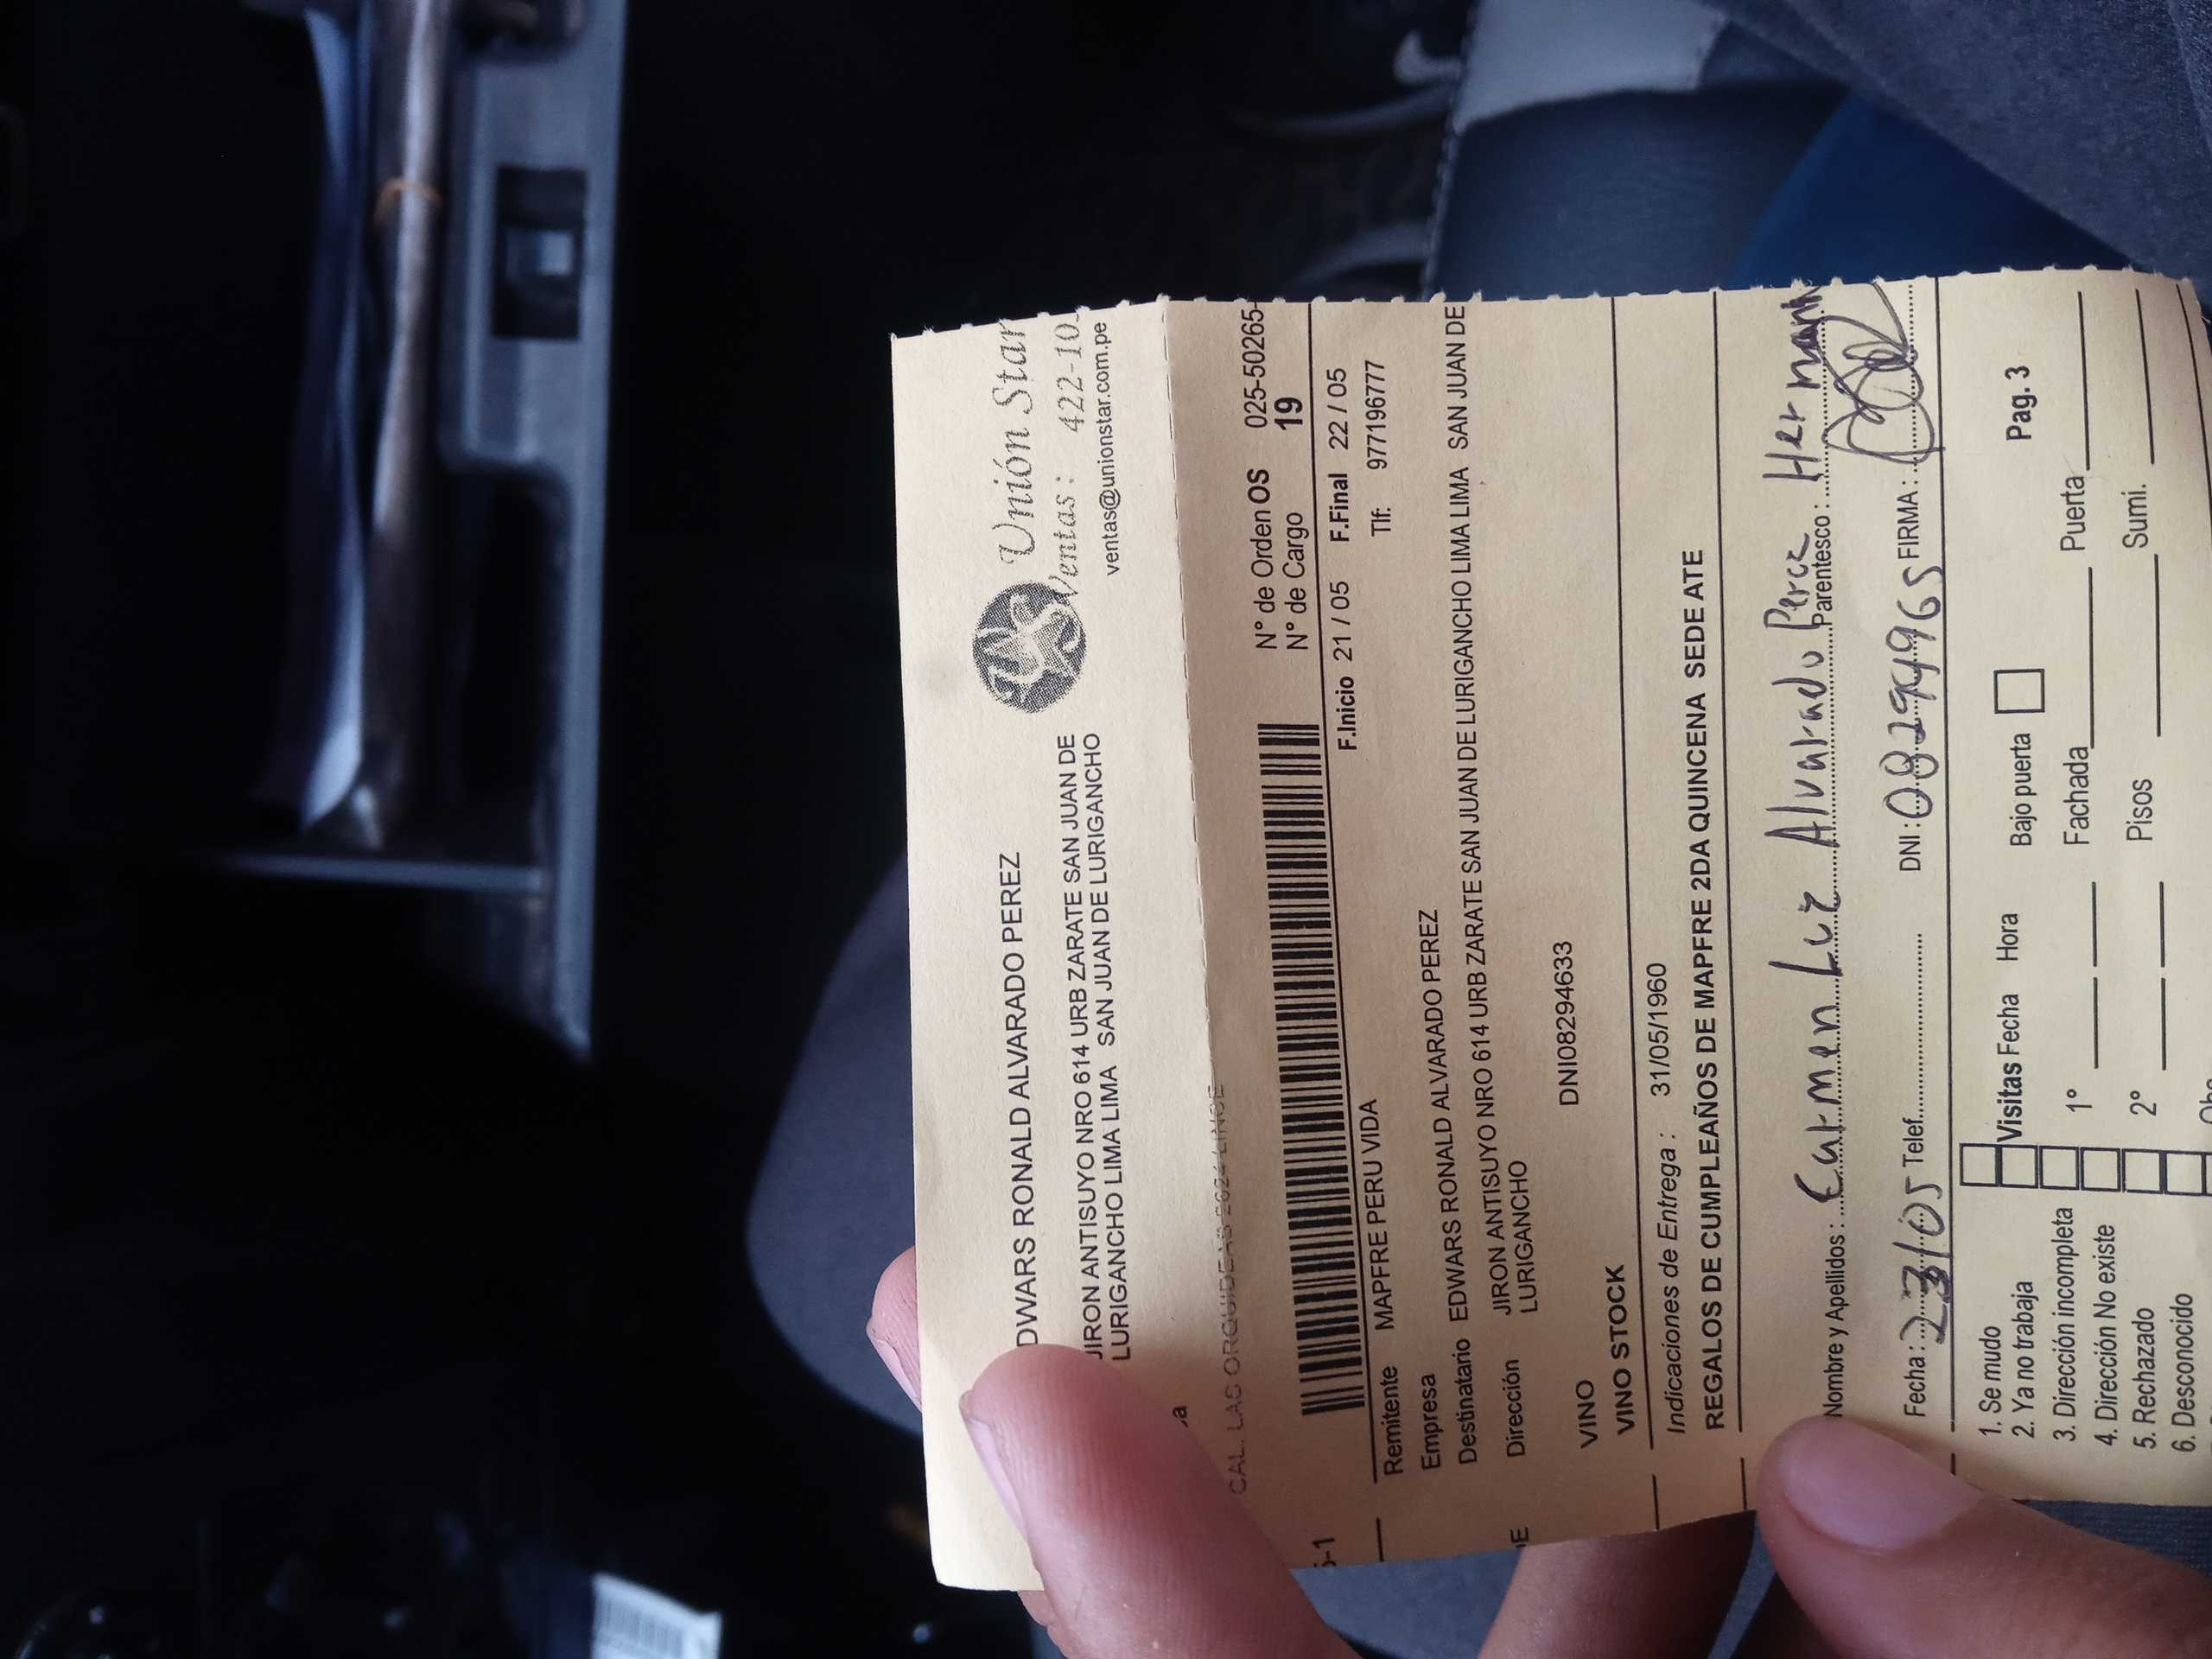 DWARS RONALD ALVARADO PEREZ
Unión Star
Ventas: 422-10
ventas@unionstar.com.pe
JIRON ANTISUYO NRO 614 URB ZARATE SAN JUAN DE
LURIGANCHO LIMA LIMA SAN JUAN DE LURIGANCHO
CAL. LAS ORQUIDEAS LINCE
N° de Orden OS 025-50265-
N° de Cargo 19
F.Inicio 21 / 05 F.Final 22 / 05
Remitente MAPFRE PERU VIDA Tlf: 977196777
Empresa
Destinatario EDWARS RONALD ALVARADO PEREZ
Dirección JIRON ANTISUYO NRO 614 URB ZARATE SAN JUAN DE LURIGANCHO LIMA LIMA SAN JUAN DE
LURIGANCHO
VINO DNI08294633
VINO STOCK
Indicaciones de Entrega : 31/05/1960
REGALOS DE CUMPLEAÑOS DE MAPFRE 2DA QUINCENA SEDE ATE
Nombre y Apellidos : Carmen Luz Alvarado Perez Parentesco : Hermana
Fecha : 23/05 Telef. DNI : FIRMA :
1. Se mudo Visitas Fecha Hora Bajo puerta Pag. 3
2. Ya no trabaja
3. Dirección incompleta 1° Fachada Puerta
4. Dirección No existe
5. Rechazado 2° Pisos Sumi.
6. Desconocido